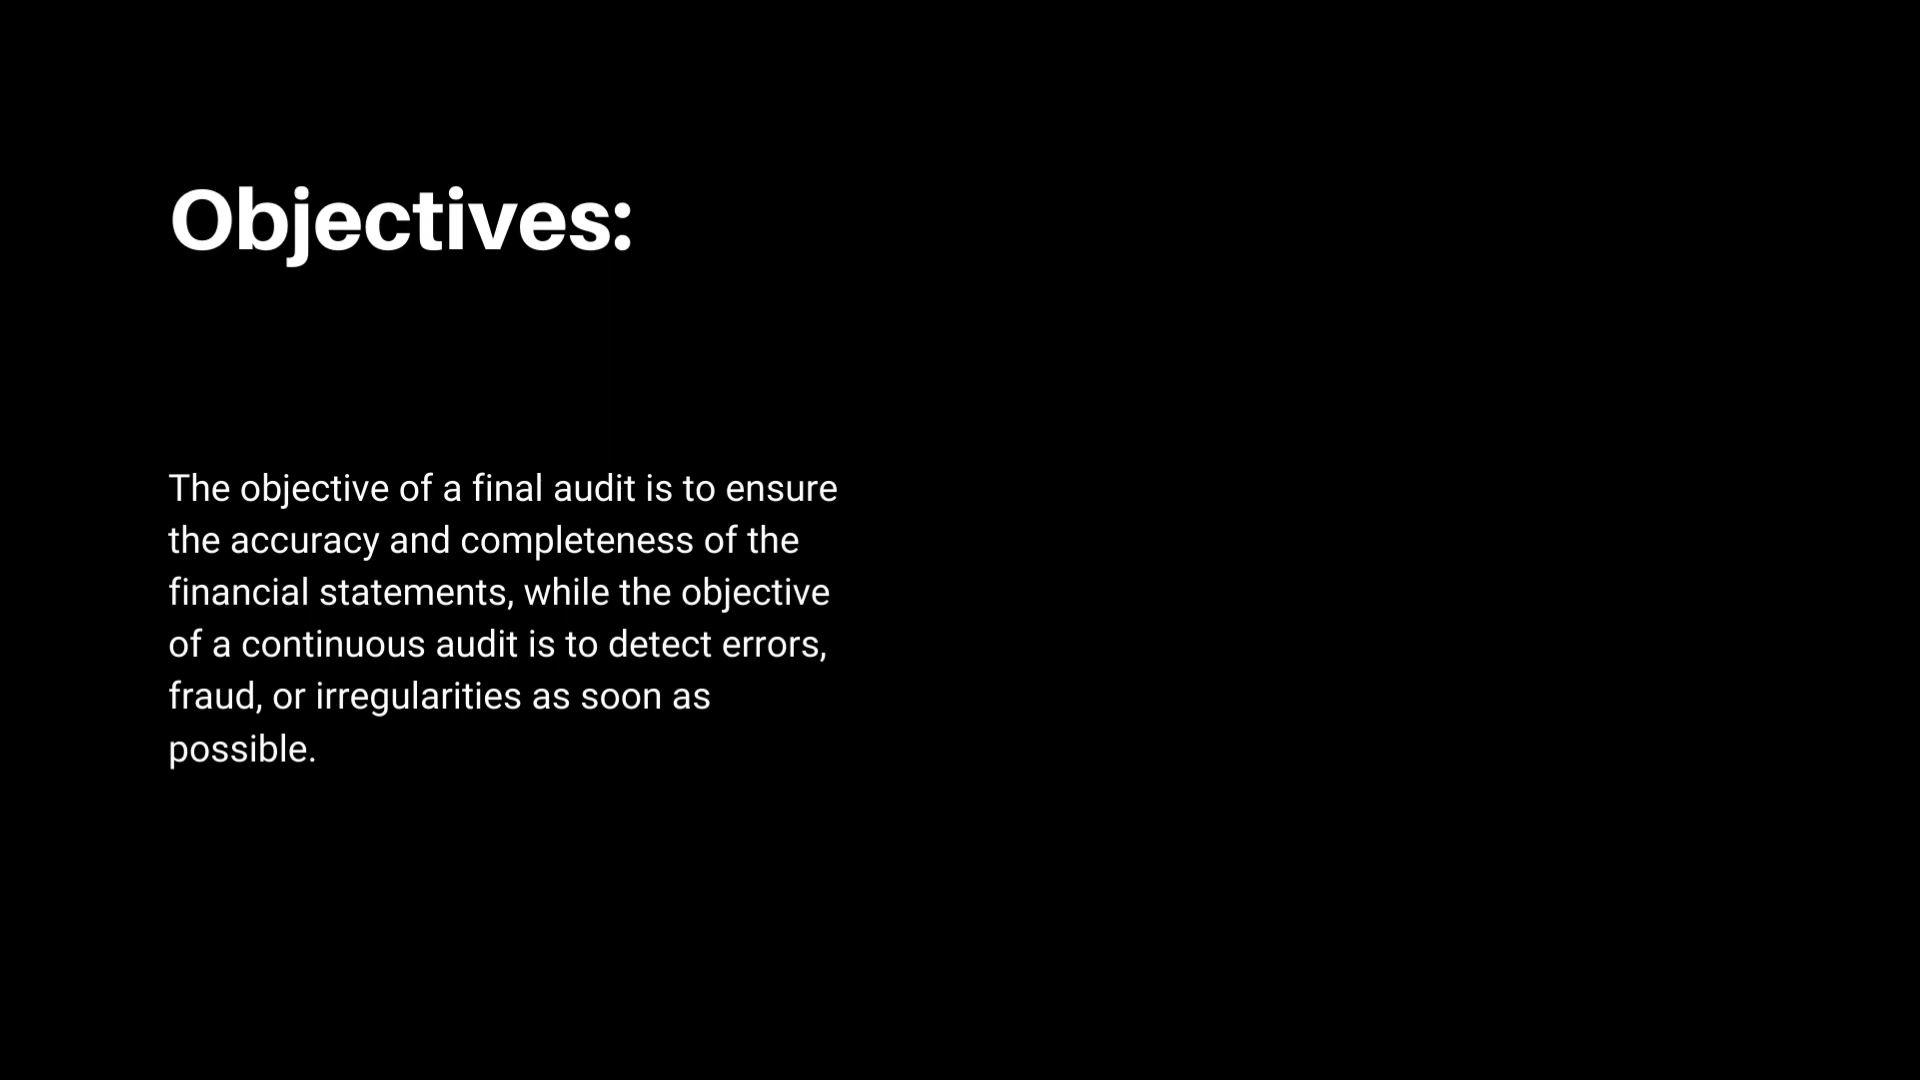 Objectives:
The objective of a final audit is to ensure
the accuracy and completeness of the
financial statements, while the objective
of a continuous audit is to detect errors,
fraud, or irregularities as soon as
possible.